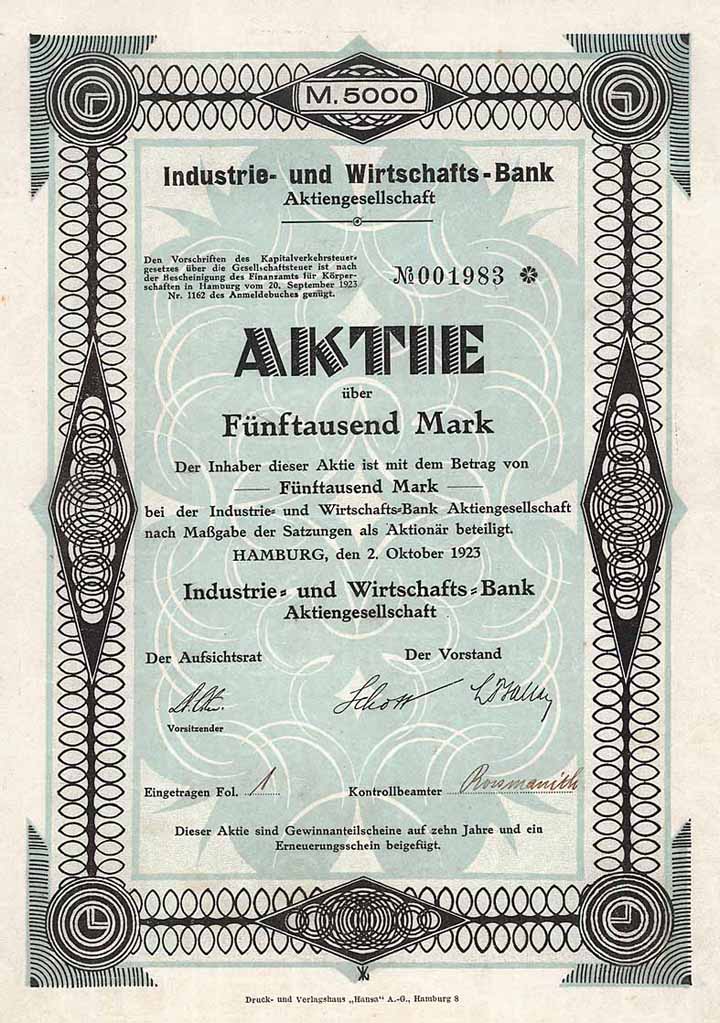 M. 5000
Industrie- und Wirtschafts-Bank
Aktiengesellschaft
Den Vorschriften des Kapitalverkehrsteuer-
gesetzes über die Gesellschaftsteuer ist nach
der Bescheinigung des Finanzamts für Körper-
schaften in Hamburg vom 20. September 1923
Nr. 1162 des Anmeldebuches genügt.
№ 001983 ✻
AKTIE
über
Fünftausend Mark
Der Inhaber dieser Aktie ist mit dem Betrag von
— Fünftausend Mark —
bei der Industrie- und Wirtschafts-Bank Aktiengesellschaft
nach Maßgabe der Satzungen als Aktionär beteiligt.
HAMBURG, den 2. Oktober 1923
Industrie- und Wirtschafts-Bank
Aktiengesellschaft
Der Aufsichtsrat Der Vorstand
Schott
Vorsitzender
Eingetragen Fol. 1 Kontrollbeamter Rosmanith
Dieser Aktie sind Gewinnanteilscheine auf zehn Jahre und ein
Erneuerungsschein beigefügt.
Druck- und Verlagshaus „Hansa" A.-G., Hamburg 8